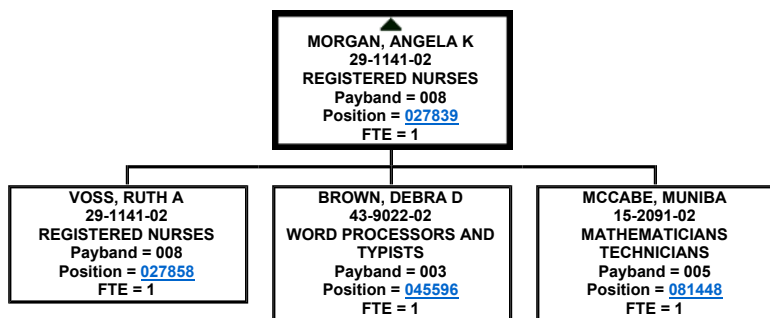 MORGAN, ANGELA K
29-1141-02
REGISTERED NURSES
Payband = 008
Position = 027839
FTE = 1
VOSS, RUTH A
29-1141-02
REGISTERED NURSES
Payband = 008
Position = 027858
FTE = 1
BROWN, DEBRA D
43-9022-02
WORD PROCESSORS AND
TYPISTS
Payband = 003
Position = 045596
FTE = 1
MCCABE, MUNIBA
15-2091-02
MATHEMATICIANS
TECHNICIANS
Payband = 005
Position = 081448
FTE = 1